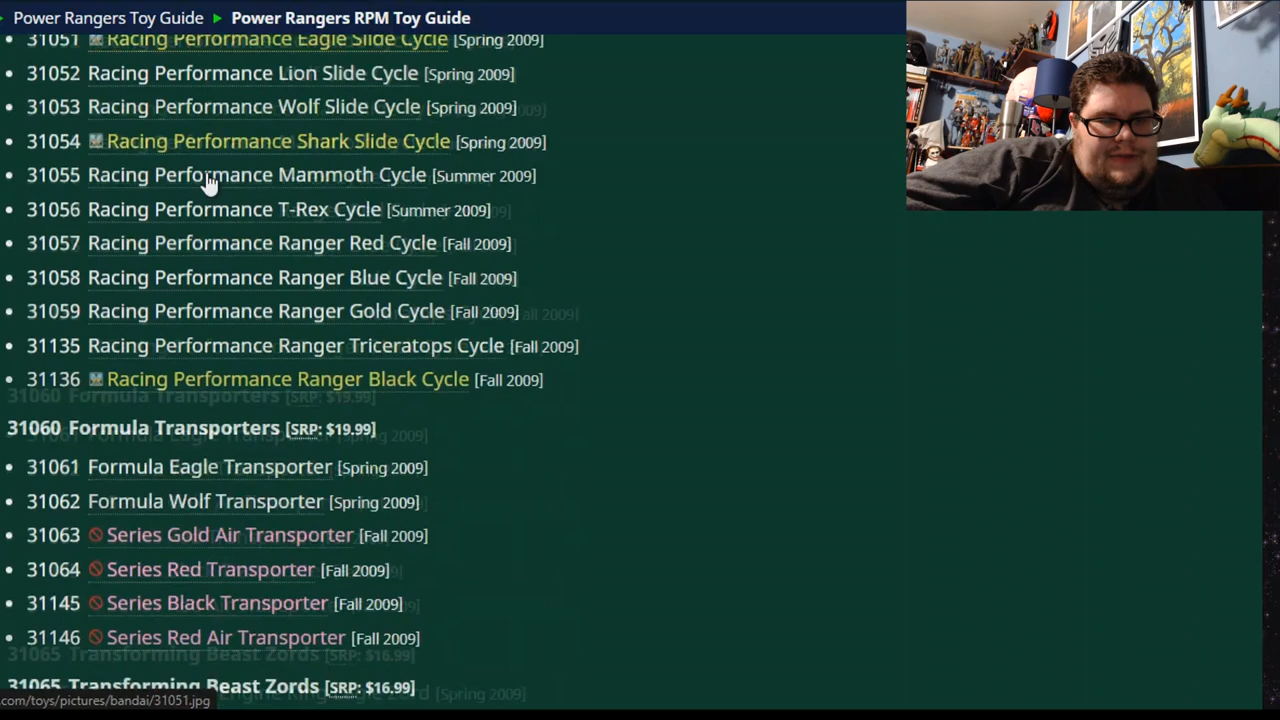 Power Rangers Toy Guide ▶ Power Rangers RPM Toy Guide
31051 Racing Performance Eagle Slide Cycle [Spring 2009]
31052 Racing Performance Lion Slide Cycle [Spring 2009]
31053 Racing Performance Wolf Slide Cycle [Spring 2009]
31054 Racing Performance Shark Slide Cycle [Spring 2009]
31055 Racing Performance Mammoth Cycle [Summer 2009]
31056 Racing Performance T-Rex Cycle [Summer 2009]
31057 Racing Performance Ranger Red Cycle [Fall 2009]
31058 Racing Performance Ranger Blue Cycle [Fall 2009]
31059 Racing Performance Ranger Gold Cycle [Fall 2009]
31135 Racing Performance Ranger Triceratops Cycle [Fall 2009]
31136 Racing Performance Ranger Black Cycle [Fall 2009]
31060 Formula Transporters [SRP: $19.99]
31061 Formula Eagle Transporter [Spring 2009]
31062 Formula Wolf Transporter [Spring 2009]
31063 Series Gold Air Transporter [Fall 2009]
31064 Series Red Transporter [Fall 2009]
31145 Series Black Transporter [Fall 2009]
31146 Series Red Air Transporter [Fall 2009]
31065 Transforming Beast Zords [SRP: $16.99]
.com/toys/pictures/bandai/31051.jpg